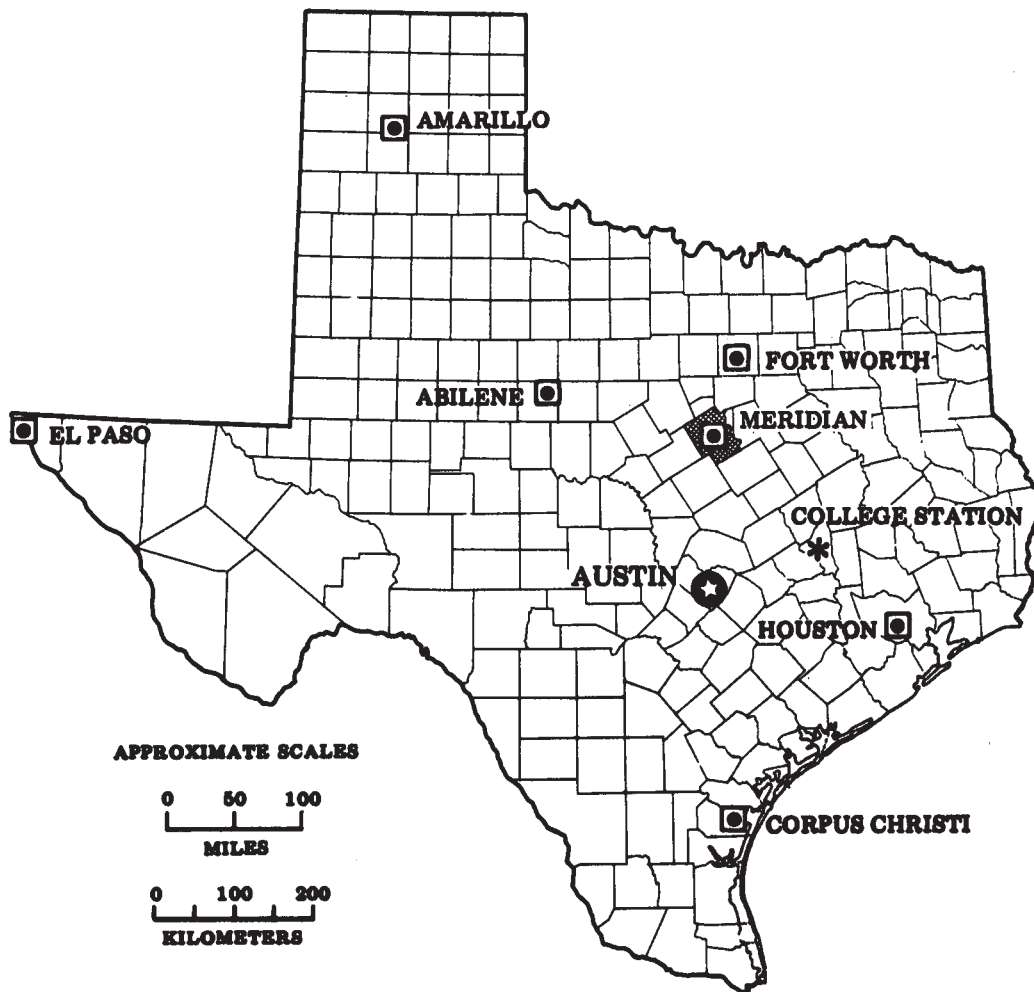 AMARILLO
FORT WORTH
ABILENE
MERIDIAN
EL PASO
COLLEGE STATION
AUSTIN
HOUSTON
APPROXIMATE SCALES
0 50 100
MILES
CORPUS CHRISTI
0 100 200
KILOMETERS